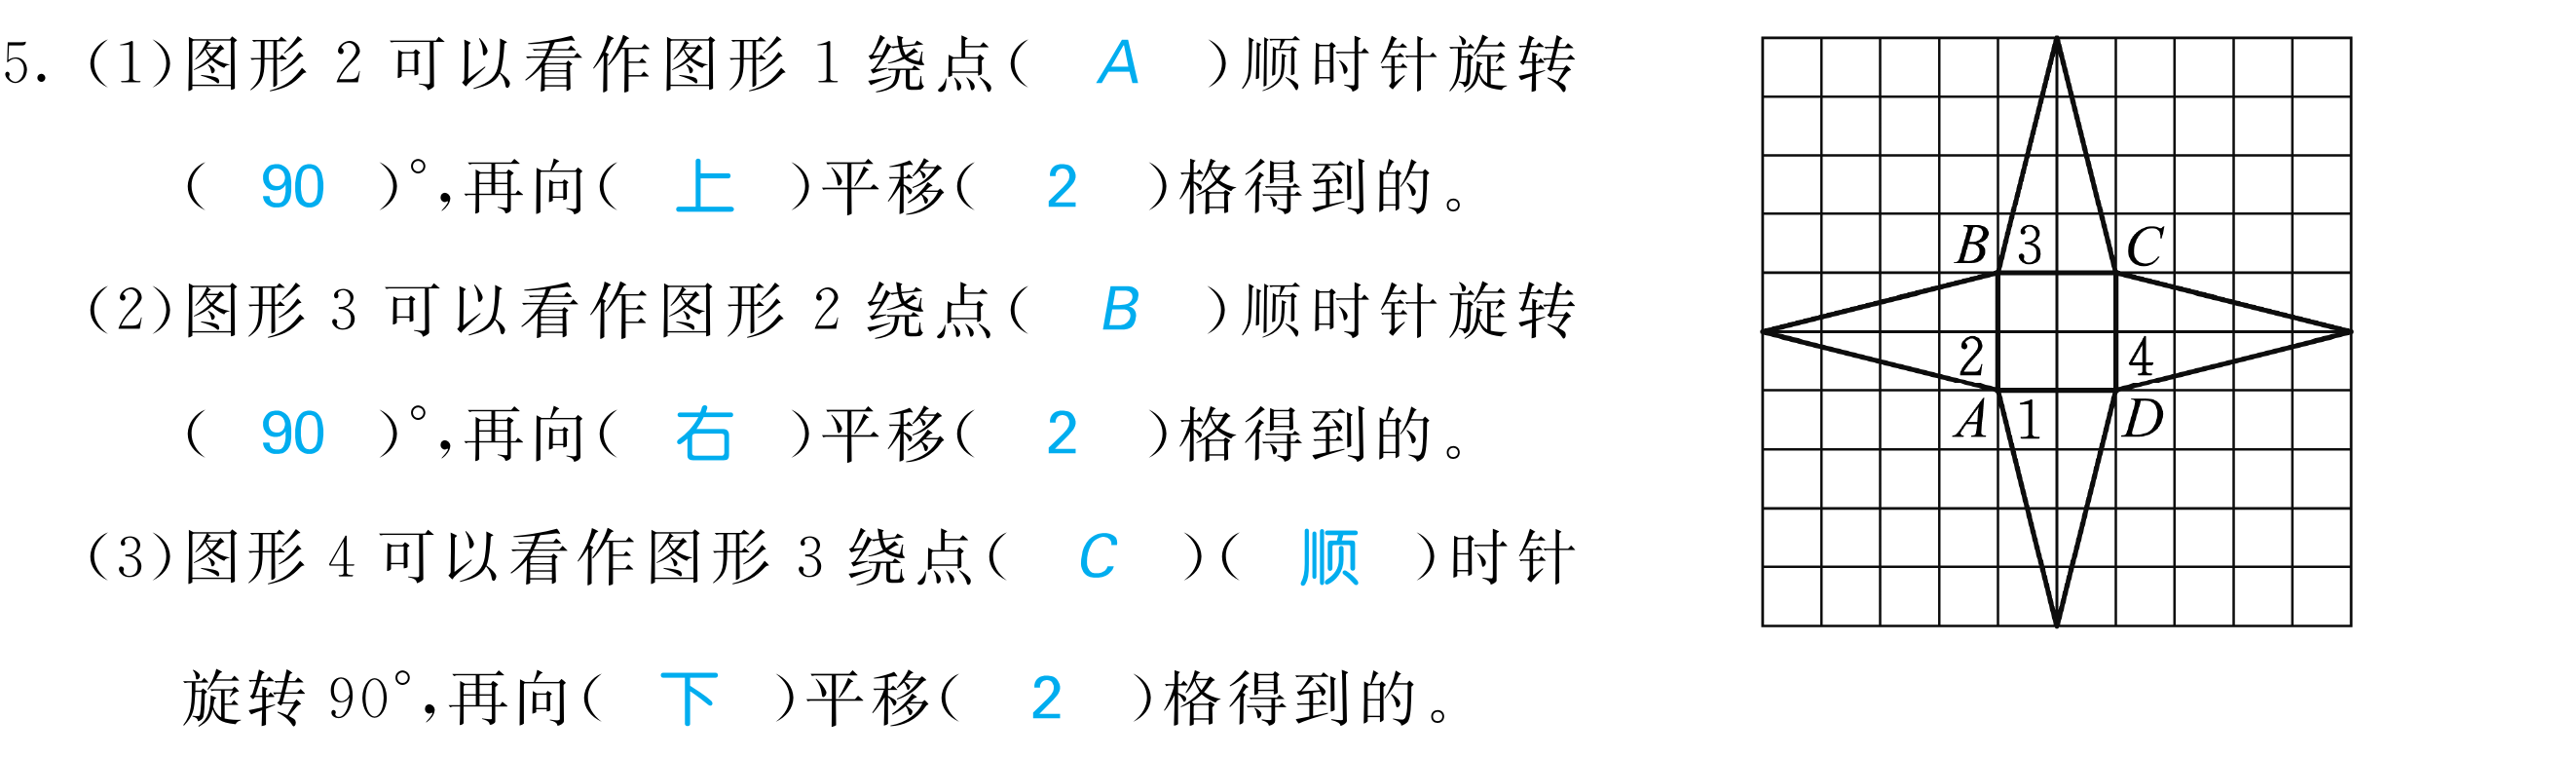 5. (1)图形 2 可以看作图形 1 绕点( A )顺时针旋转
( 90 )°,再向( 上 )平移( 2 )格得到的。
(2)图形 3 可以看作图形 2 绕点( B )顺时针旋转
( 90 )°,再向( 右 )平移( 2 )格得到的。
(3)图形 4 可以看作图形 3 绕点( C )( 顺 )时针
旋转 90°,再向( 下 )平移( 2 )格得到的。
B 3 C
2 4
A 1 D